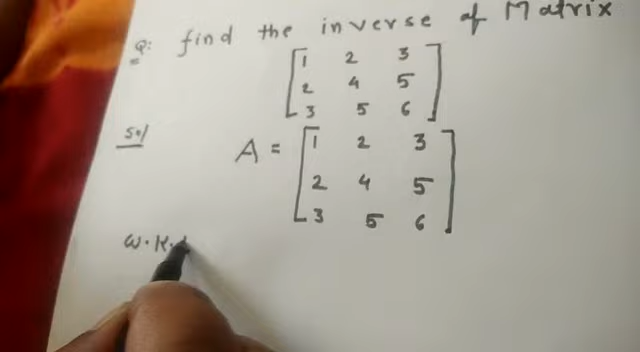 Q: find the inverse of Matrix
1 2 3
2 4 5
3 5 6
Sol
A = 1 2 3
2 4 5
3 5 6
W.K.